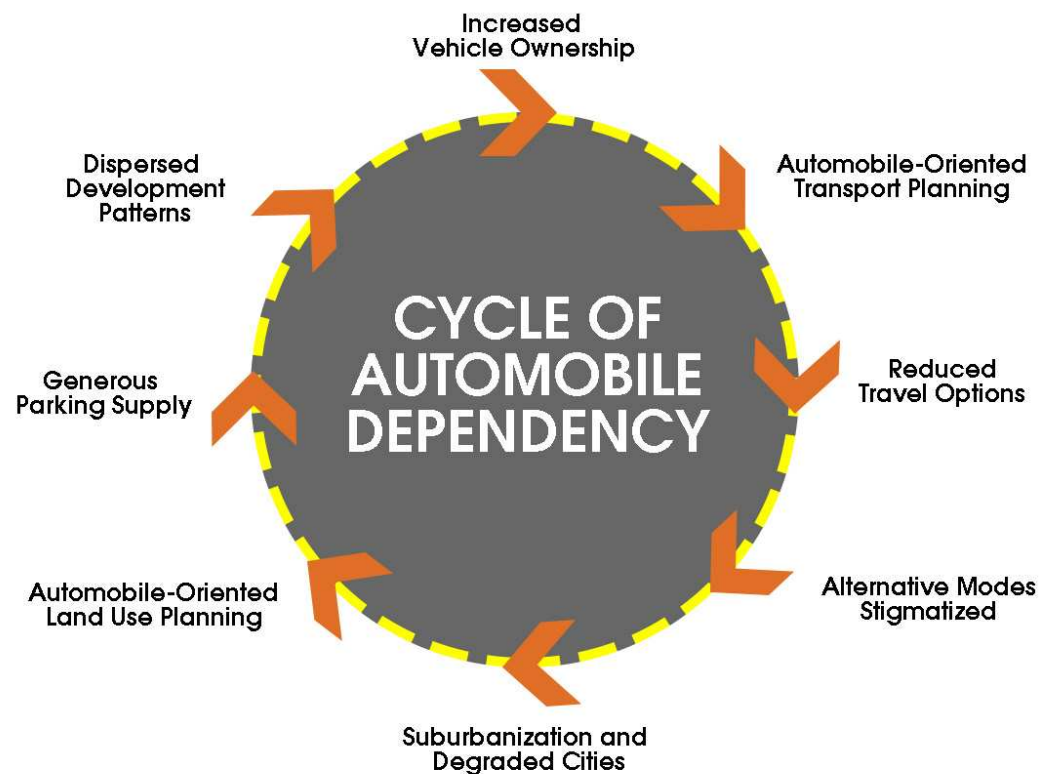 Increased
Vehicle Ownership
Automobile-Oriented
Transport Planning
Reduced
Travel Options
Alternative Modes
Stigmatized
Suburbanization and
Degraded Cities
Automobile-Oriented
Land Use Planning
Generous
Parking Supply
Dispersed
Development
Patterns
CYCLE OF
AUTOMOBILE
DEPENDENCY